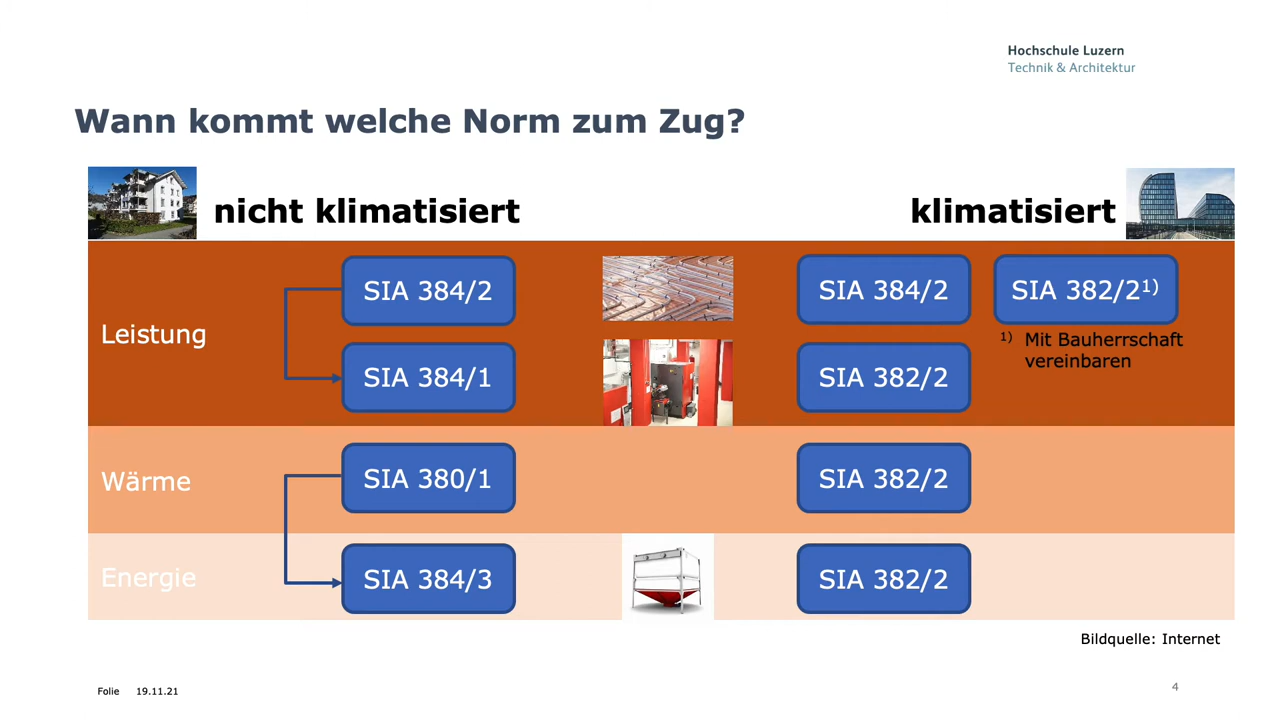 Hochschule Luzern
Technik & Architektur
Wann kommt welche Norm zum Zug?
nicht klimatisiert
klimatisiert
Leistung
SIA 384/2
SIA 384/2
SIA 382/2¹⁾
¹⁾ Mit Bauherrschaft
vereinbaren
SIA 384/1
SIA 382/2
Wärme
SIA 380/1
SIA 382/2
Energie
SIA 384/3
SIA 382/2
Bildquelle: Internet
Folie 19.11.21
4